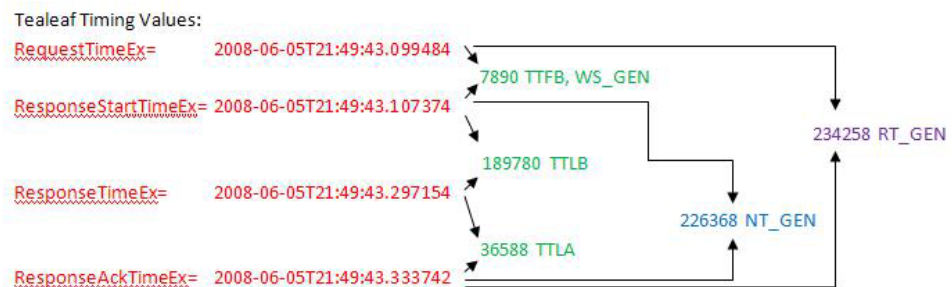 Tealeaf Timing Values:
RequestTimeEx= 2008-06-05T21:49:43.099484
7890 TTFB, WS_GEN
ResponseStartTimeEx= 2008-06-05T21:49:43.107374
234258 RT_GEN
189780 TTLB
ResponseTimeEx= 2008-06-05T21:49:43.297154
226368 NT_GEN
36588 TTLA
ResponseAckTimeEx= 2008-06-05T21:49:43.333742